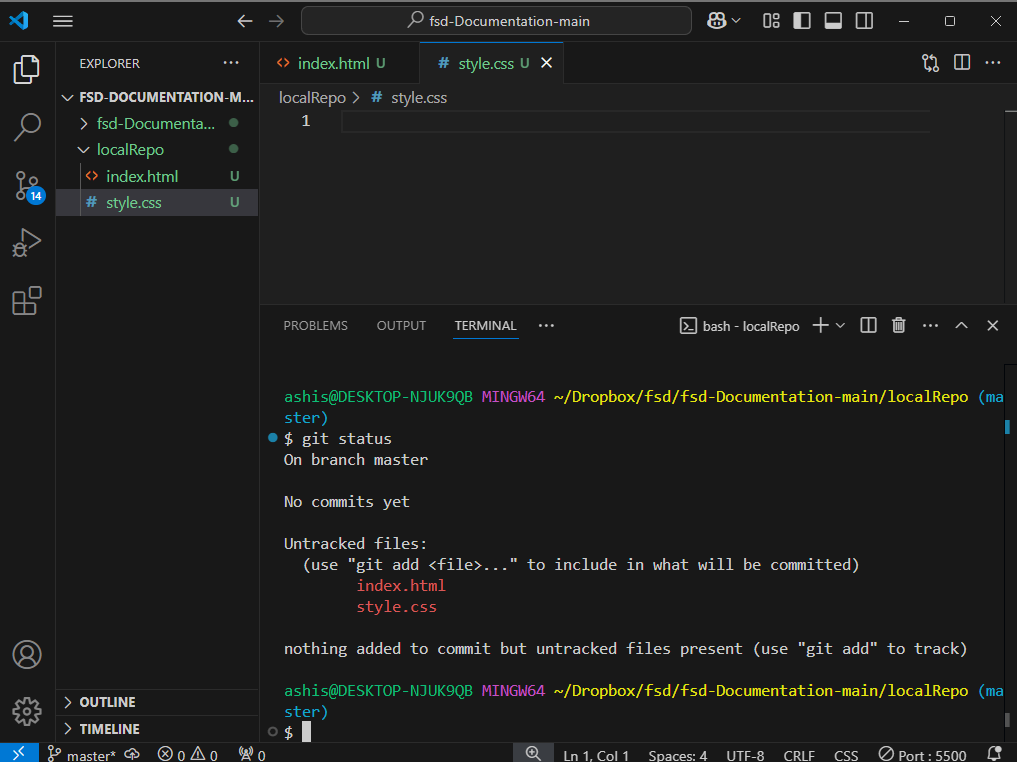 fsd-Documentation-main
EXPLORER
FSD-DOCUMENTATION-M...
fsd-Documenta...
localRepo
index.html U
style.css U
14
index.html U
style.css U
localRepo > # style.css
1
PROBLEMS OUTPUT TERMINAL
bash - localRepo
ashis@DESKTOP-NJUK9QB MINGW64 ~/Dropbox/fsd/fsd-Documentation-main/localRepo (ma
ster)
$ git status
On branch master
No commits yet
Untracked files:
(use "git add <file>..." to include in what will be committed)
index.html
style.css
nothing added to commit but untracked files present (use "git add" to track)
ashis@DESKTOP-NJUK9QB MINGW64 ~/Dropbox/fsd/fsd-Documentation-main/localRepo (ma
ster)
$
OUTLINE
TIMELINE
master* 0 0 0 Ln 1, Col 1 Spaces: 4 UTF-8 CRLF CSS Port : 5500